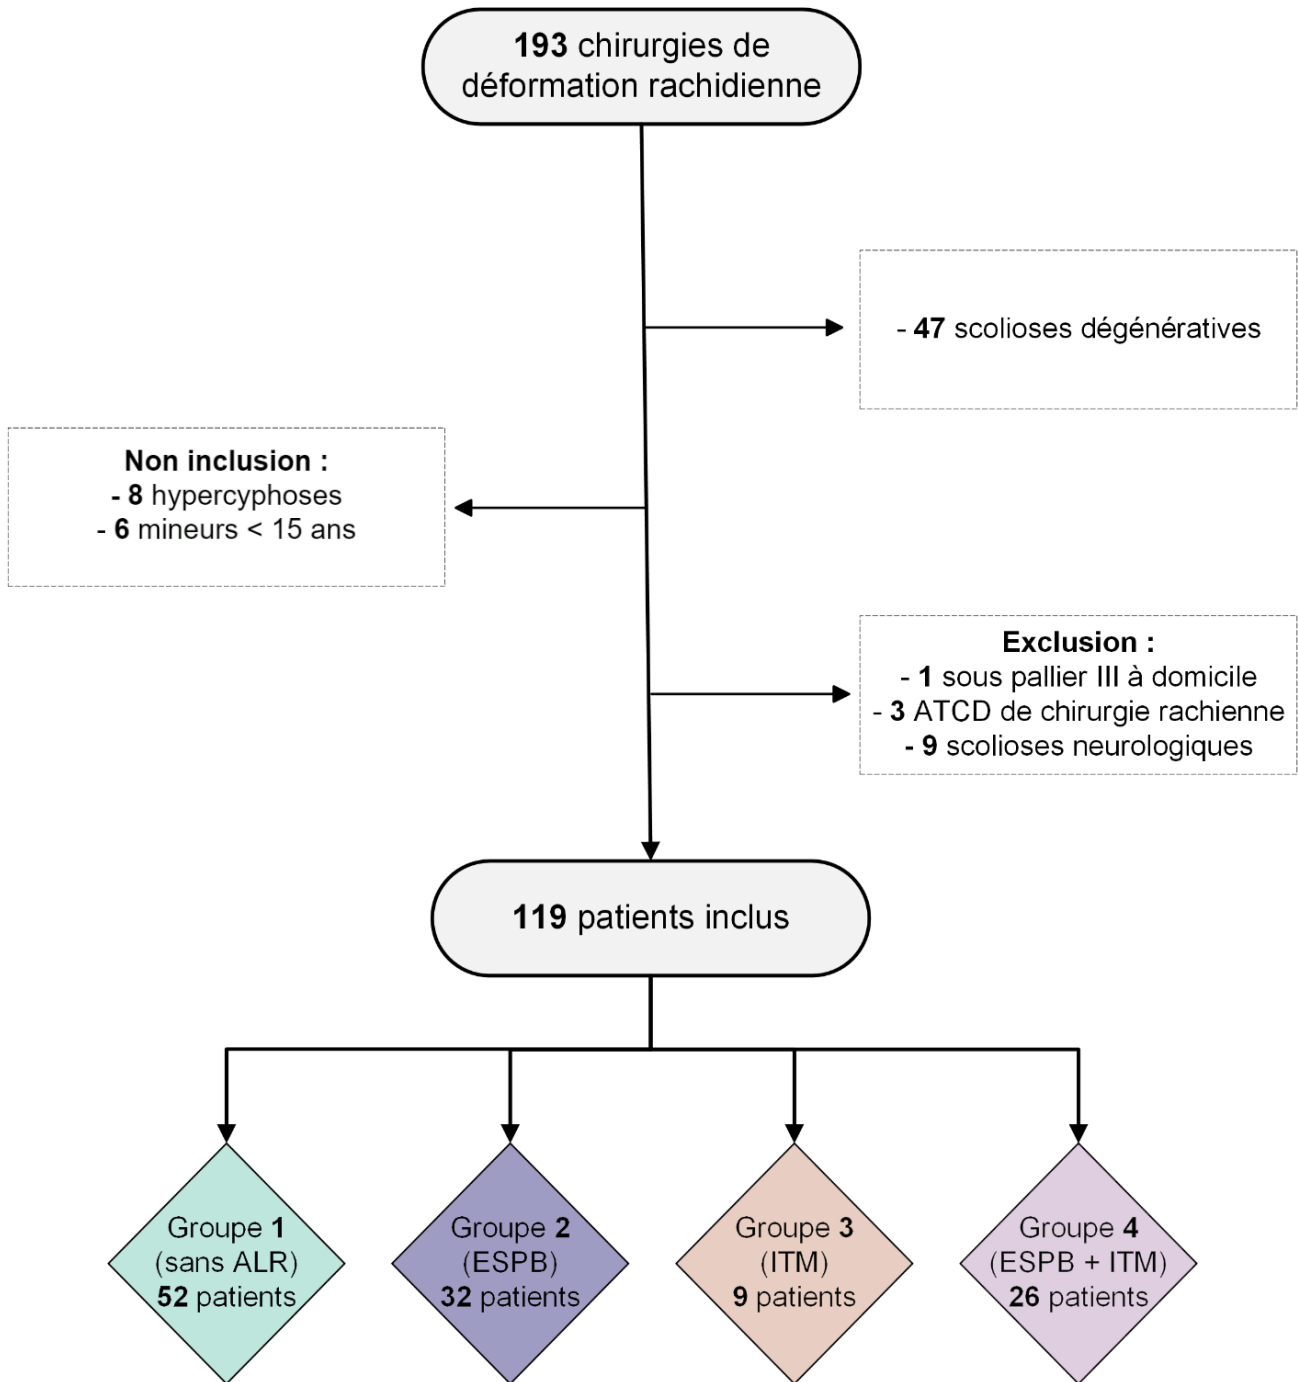 193 chirurgies de
déformation rachidienne
- 47 scolioses dégénératives
Non inclusion :
- 8 hypercyphoses
- 6 mineurs < 15 ans
Exclusion :
- 1 sous pallier III à domicile
- 3 ATCD de chirurgie rachienne
- 9 scolioses neurologiques
119 patients inclus
Groupe 1
(sans ALR)
52 patients
Groupe 2
(ESPB)
32 patients
Groupe 3
(ITM)
9 patients
Groupe 4
(ESPB + ITM)
26 patients